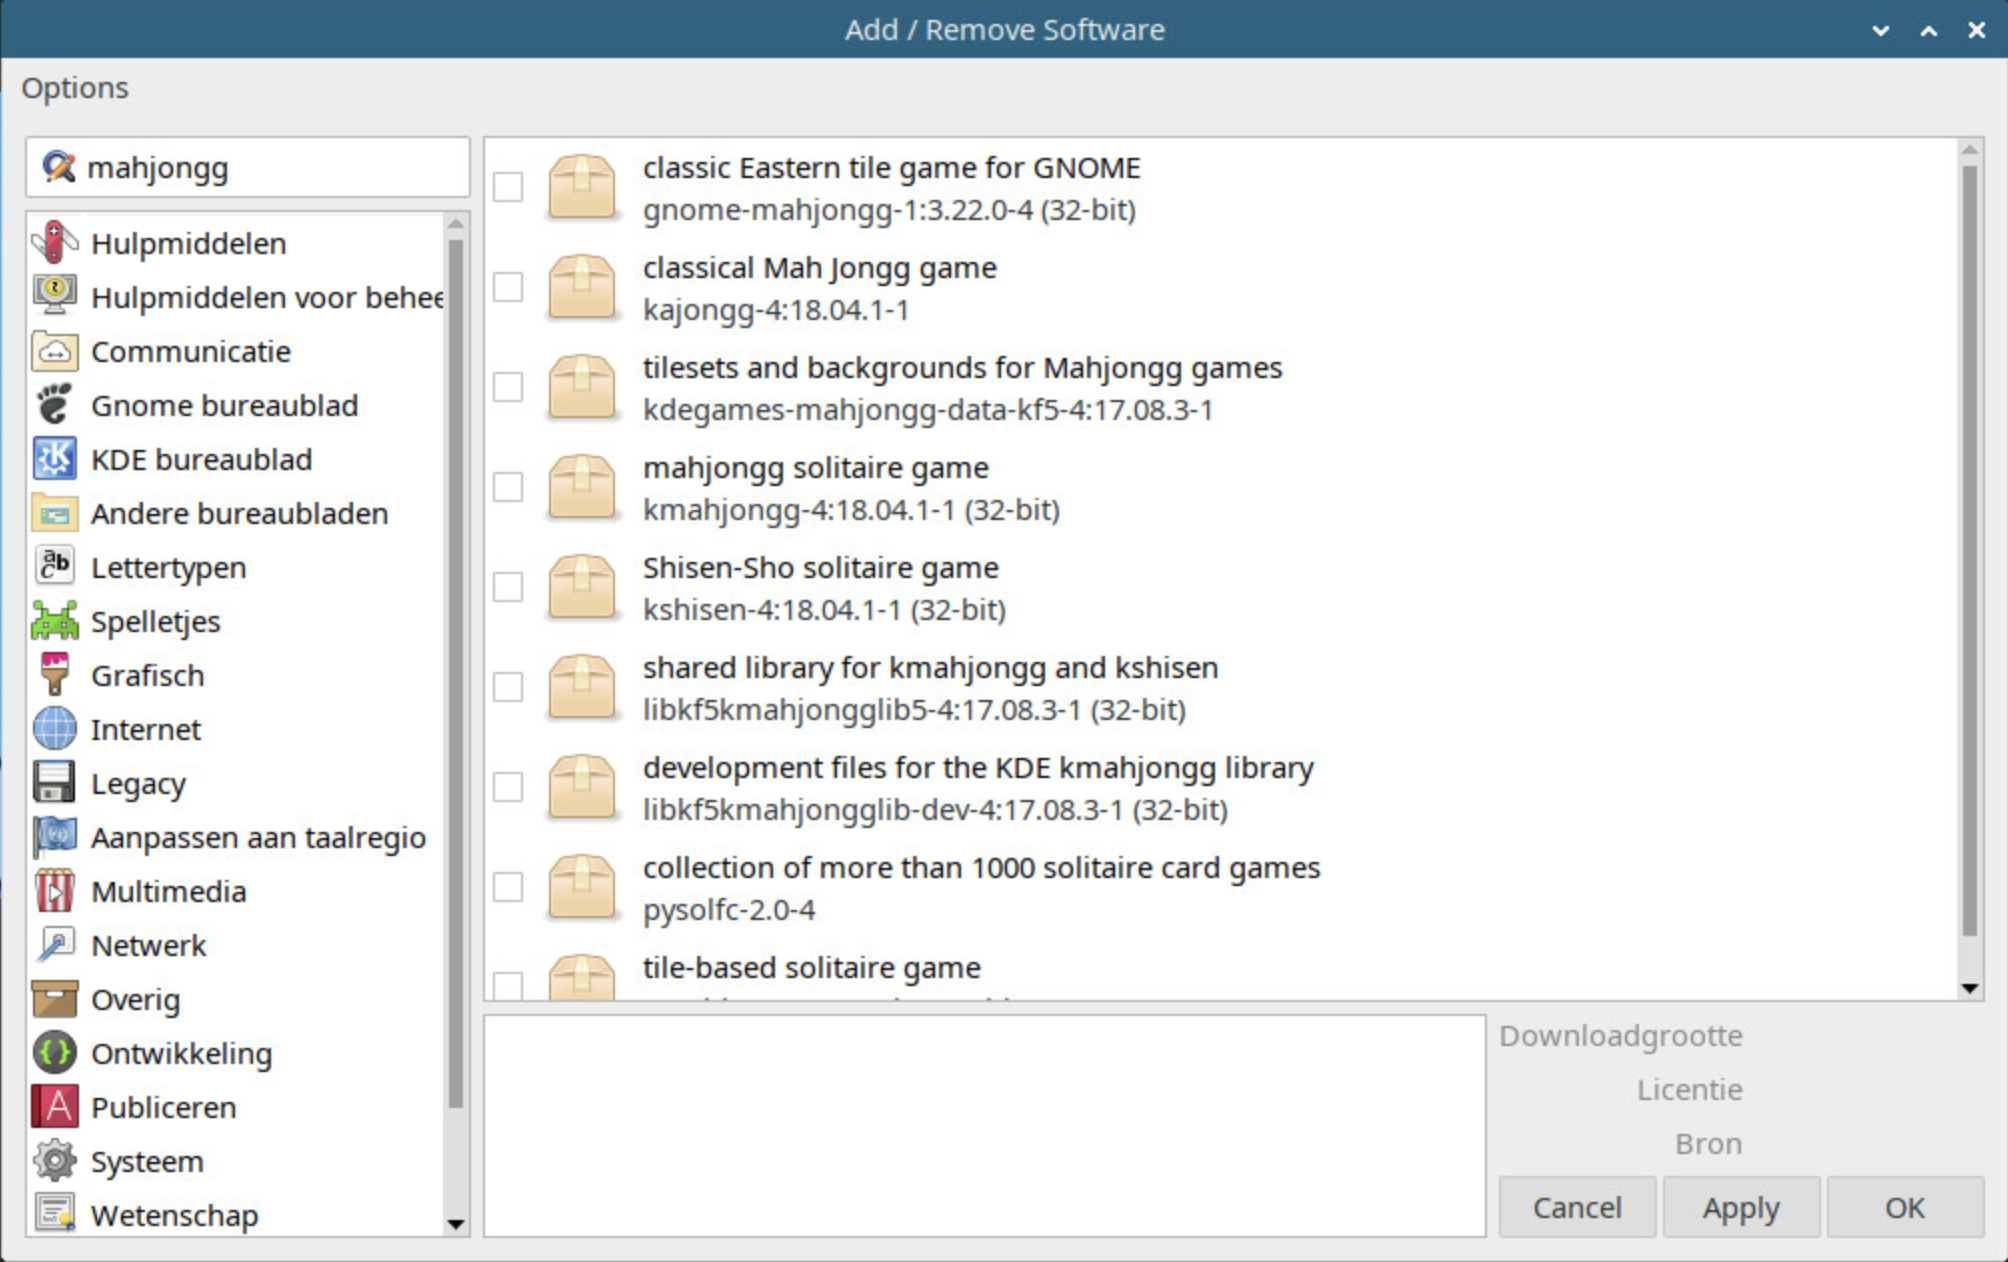 Add / Remove Software
Options
mahjongg
Hulpmiddelen
Hulpmiddelen voor behee
Communicatie
Gnome bureaublad
KDE bureaublad
Andere bureaubladen
Lettertypen
Spelletjes
Grafisch
Internet
Legacy
Aanpassen aan taalregio
Multimedia
Netwerk
Overig
Ontwikkeling
Publiceren
Systeem
Wetenschap
classic Eastern tile game for GNOME
gnome-mahjongg-1:3.22.0-4 (32-bit)
classical Mah Jongg game
kajongg-4:18.04.1-1
tilesets and backgrounds for Mahjongg games
kdegames-mahjongg-data-kf5-4:17.08.3-1
mahjongg solitaire game
kmahjongg-4:18.04.1-1 (32-bit)
Shisen-Sho solitaire game
kshisen-4:18.04.1-1 (32-bit)
shared library for kmahjongg and kshisen
libkf5kmahjongglib5-4:17.08.3-1 (32-bit)
development files for the KDE kmahjongg library
libkf5kmahjongglib-dev-4:17.08.3-1 (32-bit)
collection of more than 1000 solitaire card games
pysolfc-2.0-4
tile-based solitaire game
Downloadgrootte
Licentie
Bron
Cancel
Apply
OK